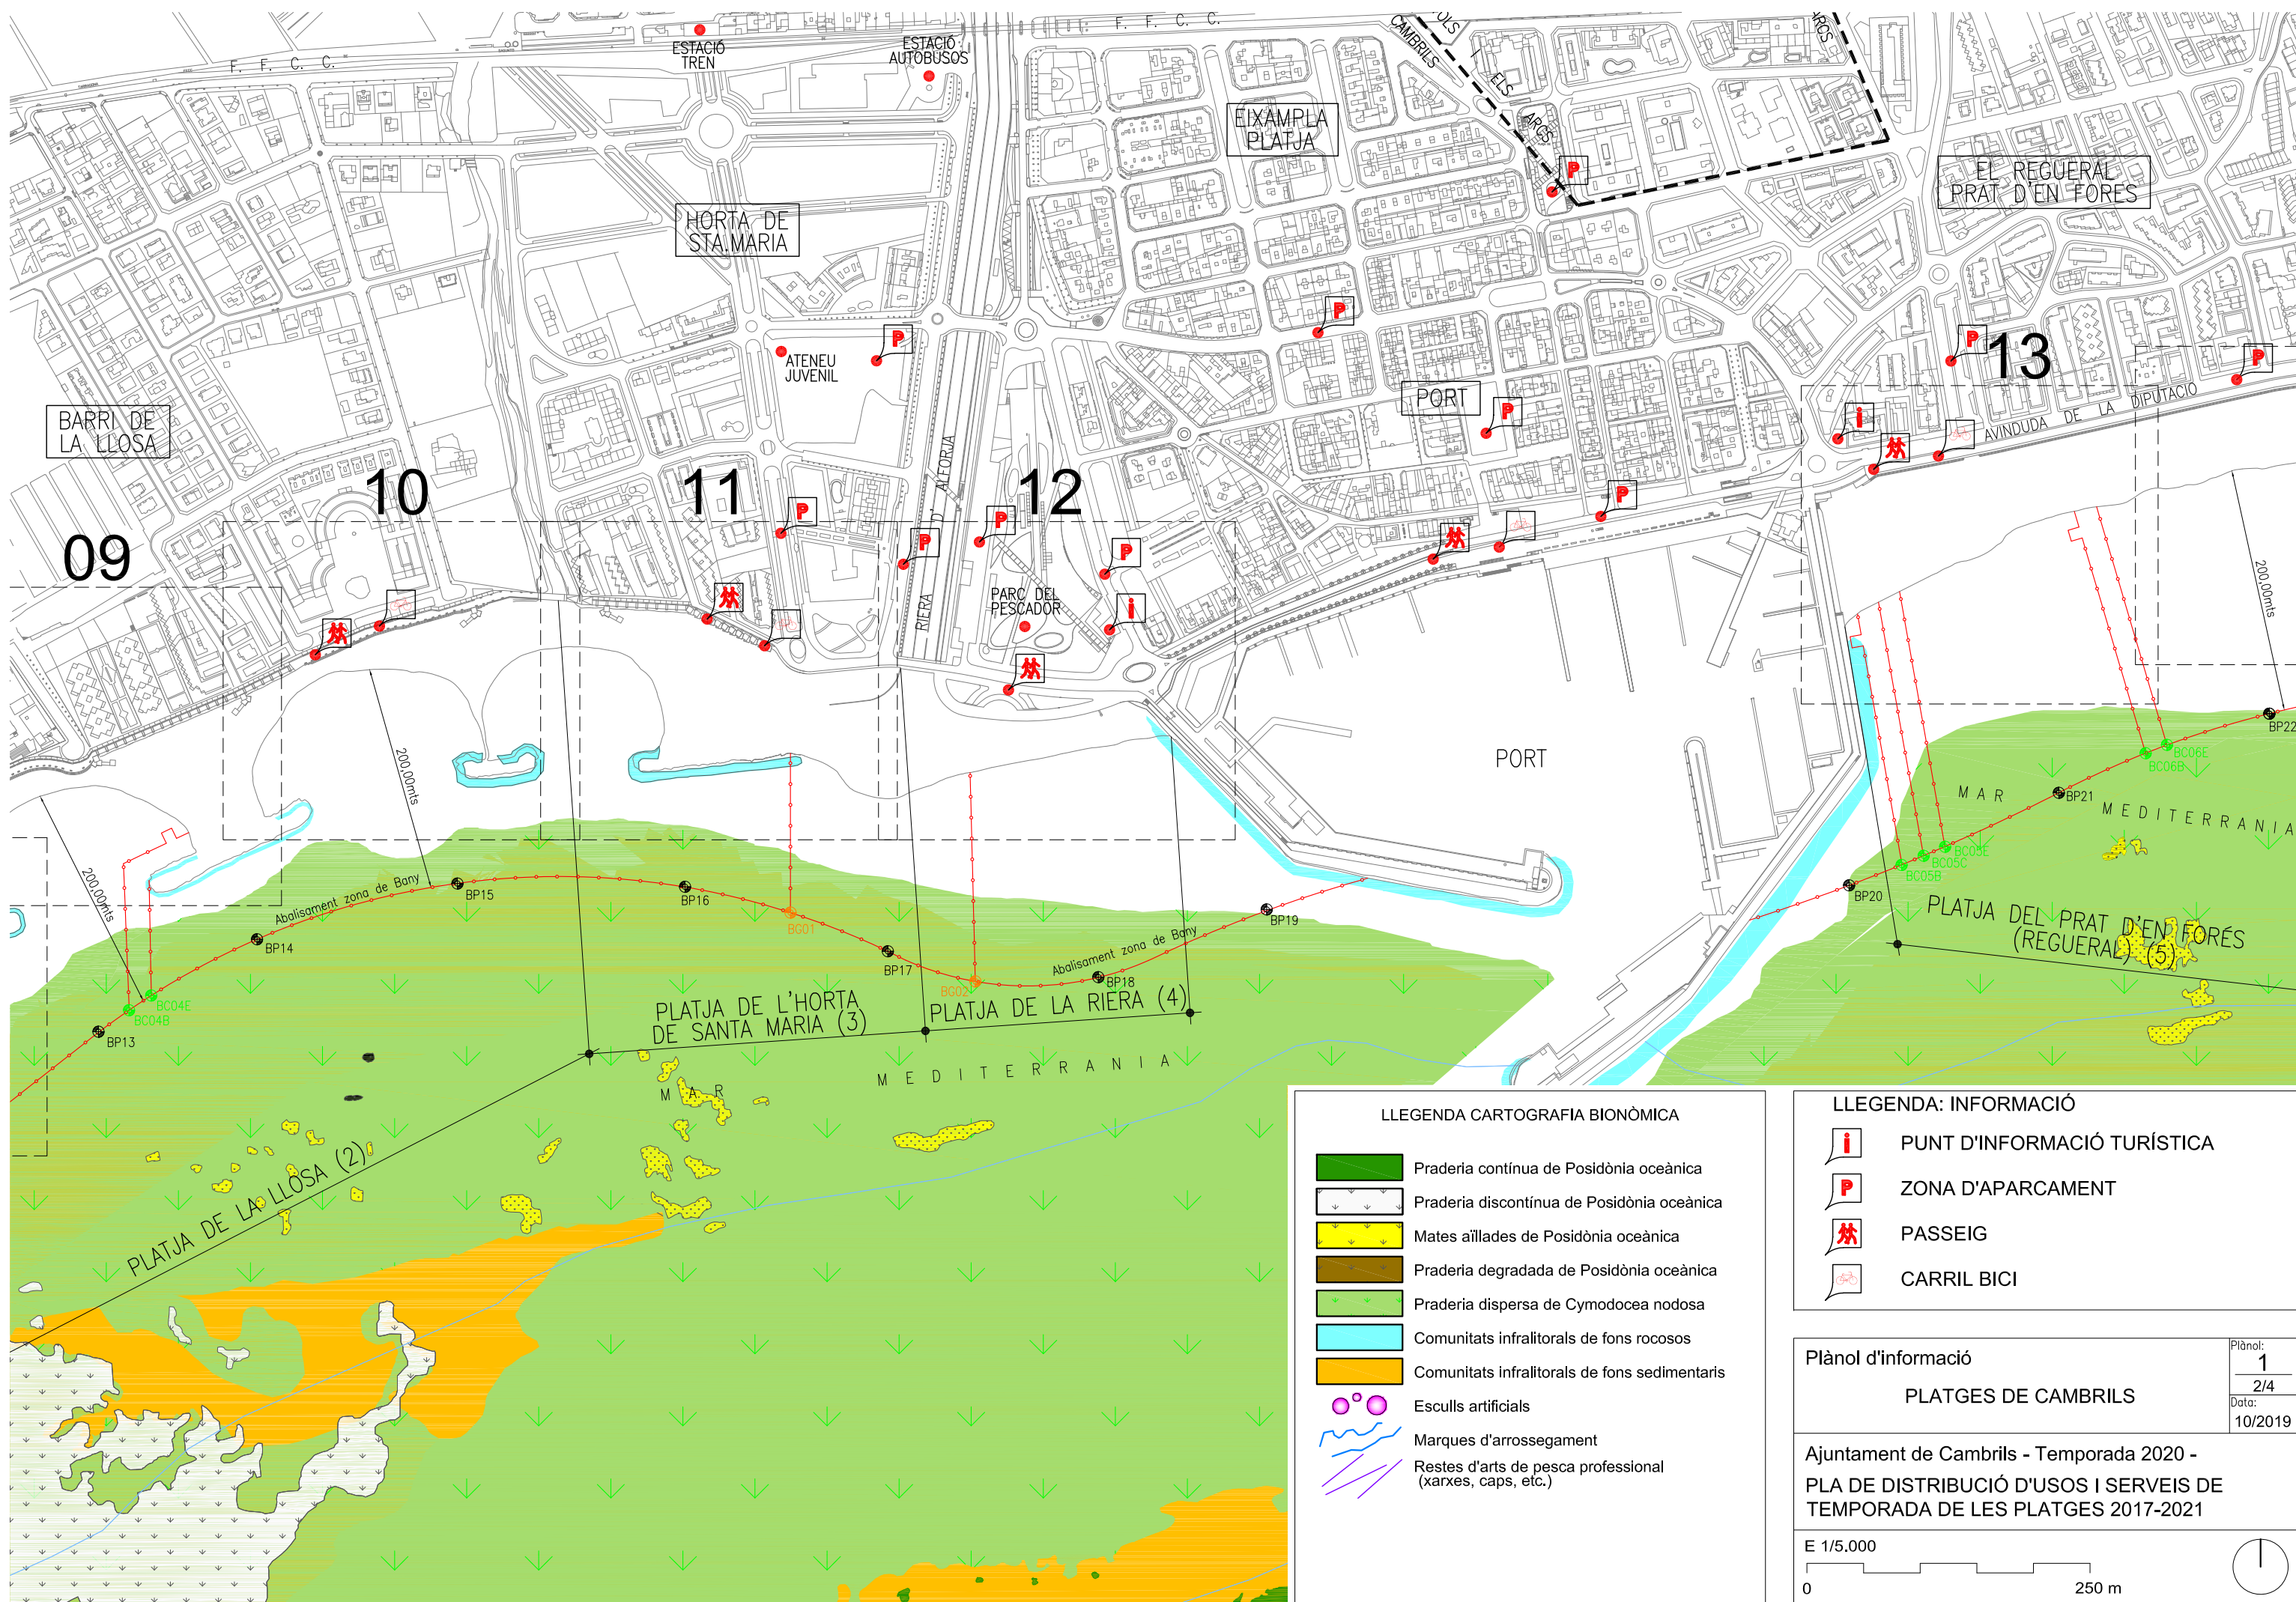 F. F. C. C.
F. F. C. C.
ESTACIÓ
TREN
ESTACIÓ
AUTOBUSOS
CAMBRILS
I ELS
ARCS
ARCS
EIXAMPLA
PLATJA
EL REGUERAL
PRAT D'EN FORES
HORTA DE
STA.MARIA
P
P
ATENEU
JUVENIL
P
P
13
P
BARRI DE
LA LLOSA
PORT
P
i
AVINDUDA DE LA DIPUTACIO
10
11
12
09
P
P
P
P
P
RIERA D' ALFORJA
PARC DEL
PESCADOR
i
PORT
200,00mts
200,00mts
200,00mts
BP22
BC06E
BC06B
BP21
MAR MEDITERRANIA
BC05E
BC05C
BC05B
BP20
PLATJA DEL PRAT D'EN FORÉS
(REGUERAL) (5)
Abalisament zona de Bany
BP15
BP16
BG01
BP14
BP17
BP19
Abalisament zona de Bany
BP18
BG02
BC04E
BC04B
BP13
PLATJA DE L'HORTA
DE SANTA MARIA (3)
PLATJA DE LA RIERA (4)
MAR MEDITERRANIA
PLATJA DE LA LLOSA (2)
LLEGENDA CARTOGRAFIA BIONÒMICA
Praderia contínua de Posidònia oceànica
Praderia discontínua de Posidònia oceànica
Mates aïllades de Posidònia oceànica
Praderia degradada de Posidònia oceànica
Praderia dispersa de Cymodocea nodosa
Comunitats infralitorals de fons rocosos
Comunitats infralitorals de fons sedimentaris
Esculls artificials
Marques d'arrossegament
Restes d'arts de pesca professional
(xarxes, caps, etc.)
LLEGENDA: INFORMACIÓ
i PUNT D'INFORMACIÓ TURÍSTICA
P ZONA D'APARCAMENT
PASSEIG
CARRIL BICI
Plànol d'informació
PLATGES DE CAMBRILS
Plànol:
1
2/4
Data:
10/2019
Ajuntament de Cambrils - Temporada 2020 -
PLA DE DISTRIBUCIÓ D'USOS I SERVEIS DE
TEMPORADA DE LES PLATGES 2017-2021
E 1/5.000
0 250 m